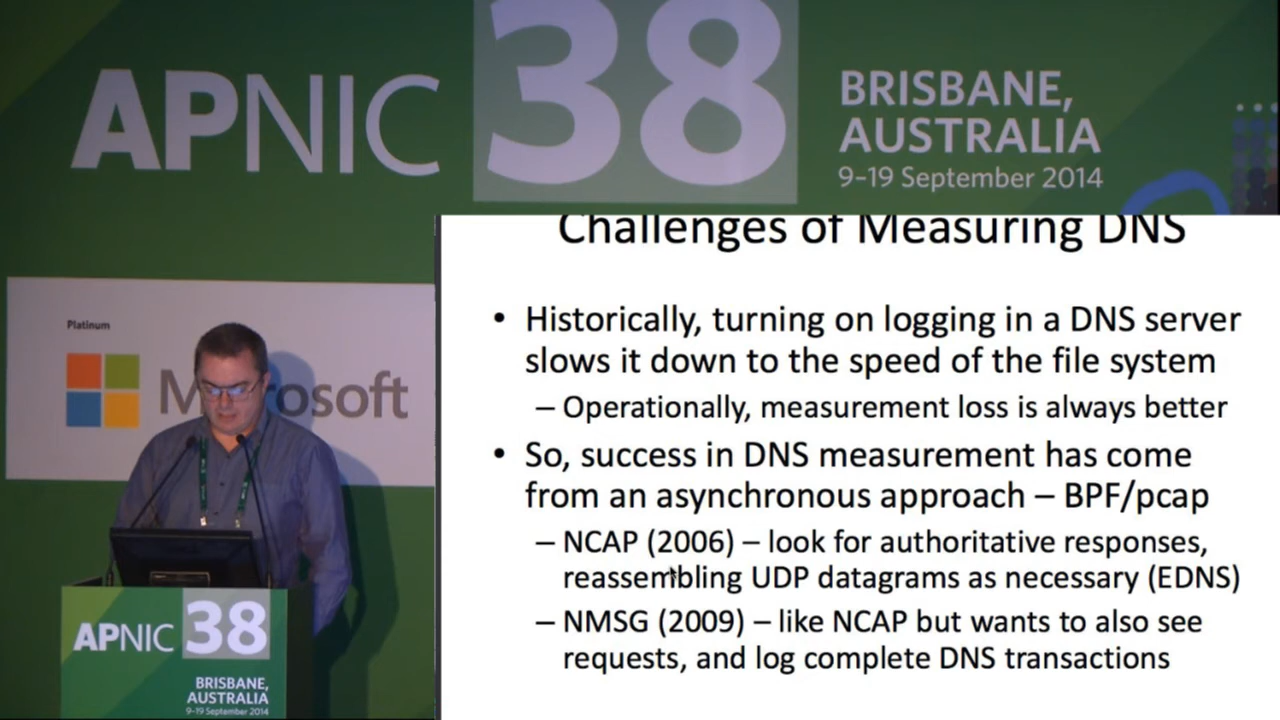 APNIC 38
BRISBANE,
AUSTRALIA
9–19 September 2014
Platinum
Microsoft
APNIC 38
BRISBANE,
AUSTRALIA
9–19 September 2014
Challenges of Measuring DNS
• Historically, turning on logging in a DNS server
slows it down to the speed of the file system
– Operationally, measurement loss is always better
• So, success in DNS measurement has come
from an asynchronous approach – BPF/pcap
– NCAP (2006) – look for authoritative responses,
reassembling UDP datagrams as necessary (EDNS)
– NMSG (2009) – like NCAP but wants to also see
requests, and log complete DNS transactions